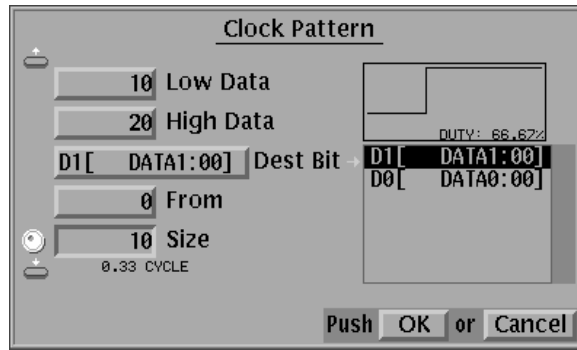 Clock Pattern
10 Low Data
20 High Data
DUTY: 66.67%
D1[ DATA1:00] Dest Bit
D1[ DATA1:00]
D0[ DATA0:00]
0 From
10 Size
0.33 CYCLE
Push OK or Cancel